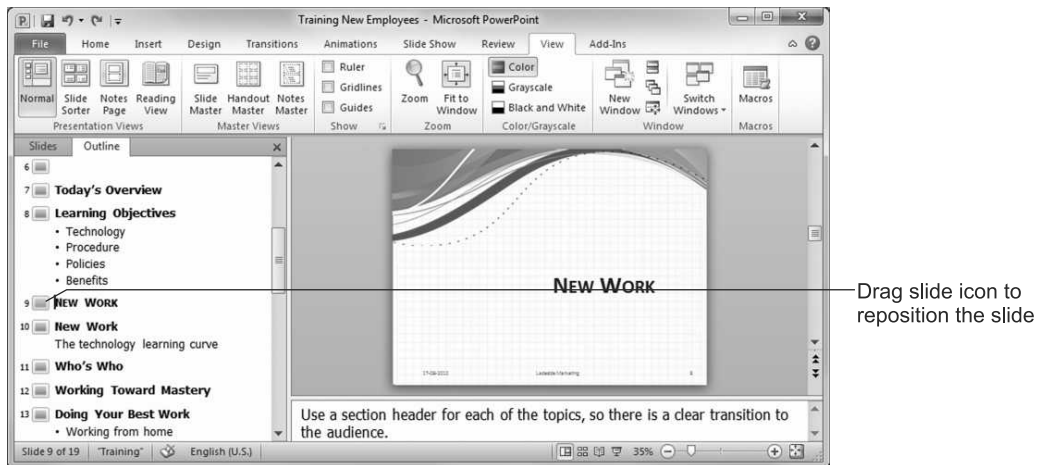 Training New Employees - Microsoft PowerPoint
File Home Insert Design Transitions Animations Slide Show Review View Add-Ins
Normal Slide Sorter Notes Page Reading View Slide Master Handout Master Notes Master Ruler Gridlines Guides Zoom Fit to Window Color Grayscale Black and White New Window Switch Windows Macros
Presentation Views Master Views Show Zoom Color/Grayscale Window Macros
Slides Outline
6
7 Today's Overview
8 Learning Objectives
• Technology
• Procedure
• Policies
• Benefits
9 NEW WORK
10 New Work
The technology learning curve
11 Who's Who
12 Working Toward Mastery
13 Doing Your Best Work
• Working from home
NEW WORK
Use a section header for each of the topics, so there is a clear transition to
the audience.
Slide 9 of 19 "Training" English (U.S.) 35%
Drag slide icon to
reposition the slide